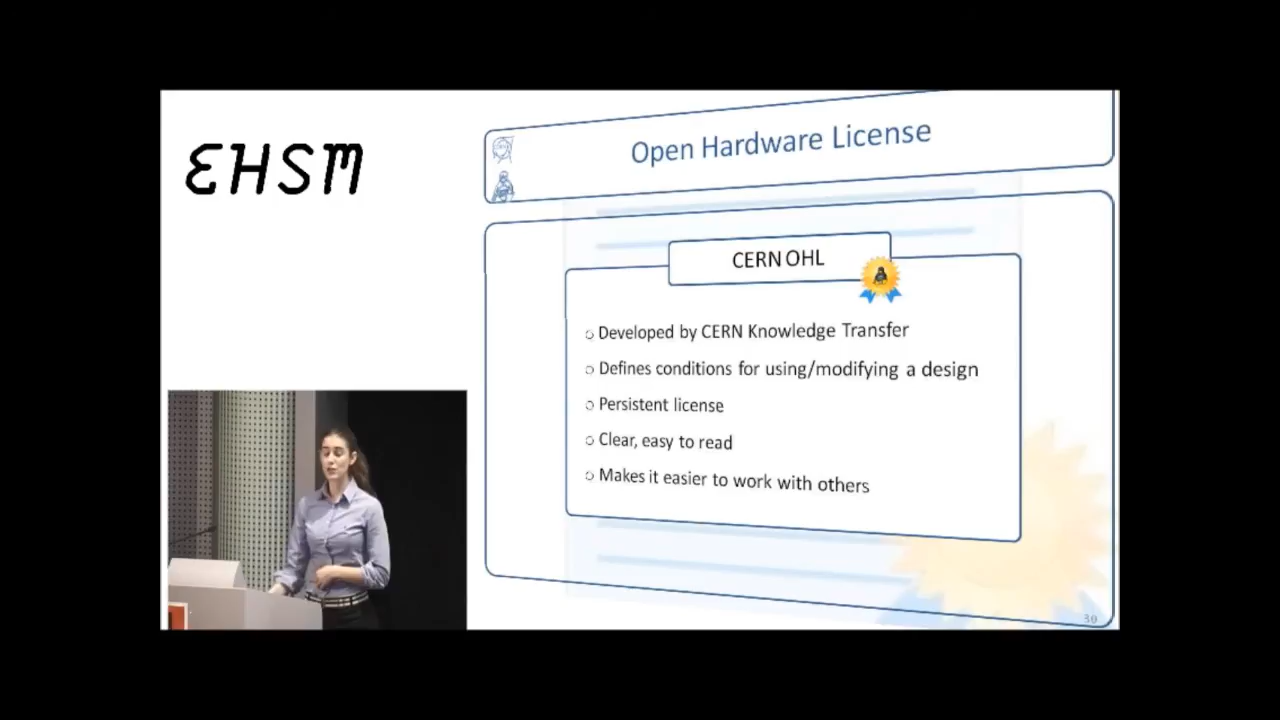 EHSM
Open Hardware License
CERN OHL
Developed by CERN Knowledge Transfer
Defines conditions for using/modifying a design
Persistent license
Clear, easy to read
Makes it easier to work with others
30